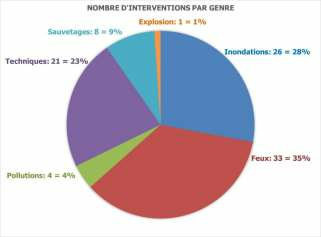 NOMBRE D'INTERVENTIONS PAR GENRE
Explosion: 1 = 1%
Sauvetages: 8 = 9%
Inondations: 26 = 28%
Techniques: 21 = 23%
Feux: 33 = 35%
Pollutions: 4 = 4%